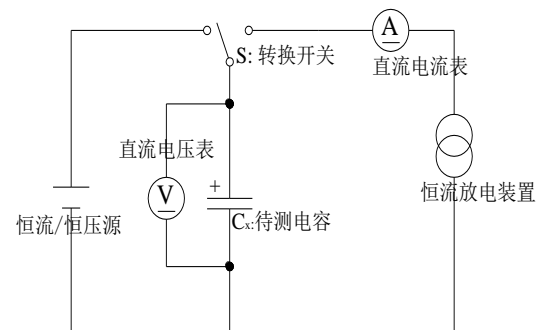 A
S: 转换开关
直流电流表
直流电压表
V
+
恒流放电装置
恒流/恒压源
Cx:待测电容